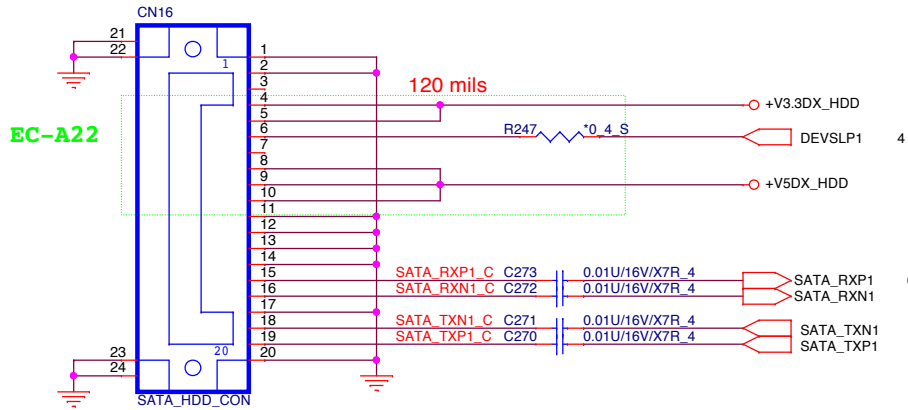 CN16
21
22
1
1
2
3
120 mils
4
+V3.3DX_HDD
5
EC-A22
6
R247
*0_4_S
DEVSLP1
4
7
8
9
+V5DX_HDD
10
11
12
13
14
15
SATA_RXP1_C C273 0.01U/16V/X7R_4
SATA_RXP1
16
SATA_RXN1_C C272 0.01U/16V/X7R_4
SATA_RXN1
17
18
SATA_TXN1_C C271 0.01U/16V/X7R_4
SATA_TXN1
19
SATA_TXP1_C C270 0.01U/16V/X7R_4
SATA_TXP1
23
20
20
24
SATA_HDD_CON